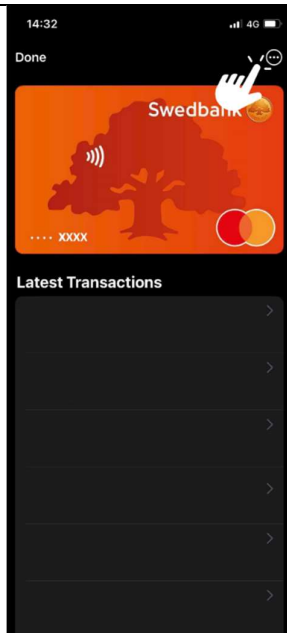 14:32
4G
Done
Swedbank
.... XXXX
Latest Transactions